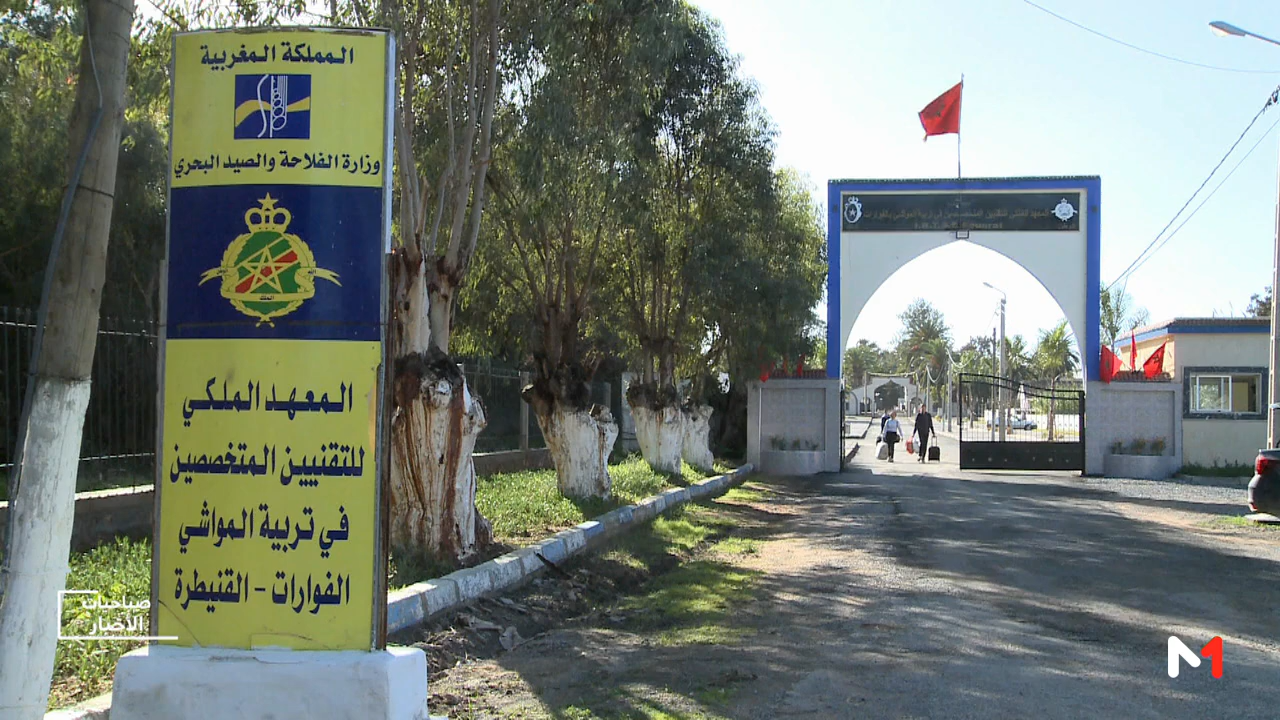 المملكة المغربية
وزارة الفلاحة والصيد البحري
المعهد الملكي
للتقنيين المتخصصين
في تربية المواشي
الفوارات - القنيطرة
صباحيات
الأخبار
M1